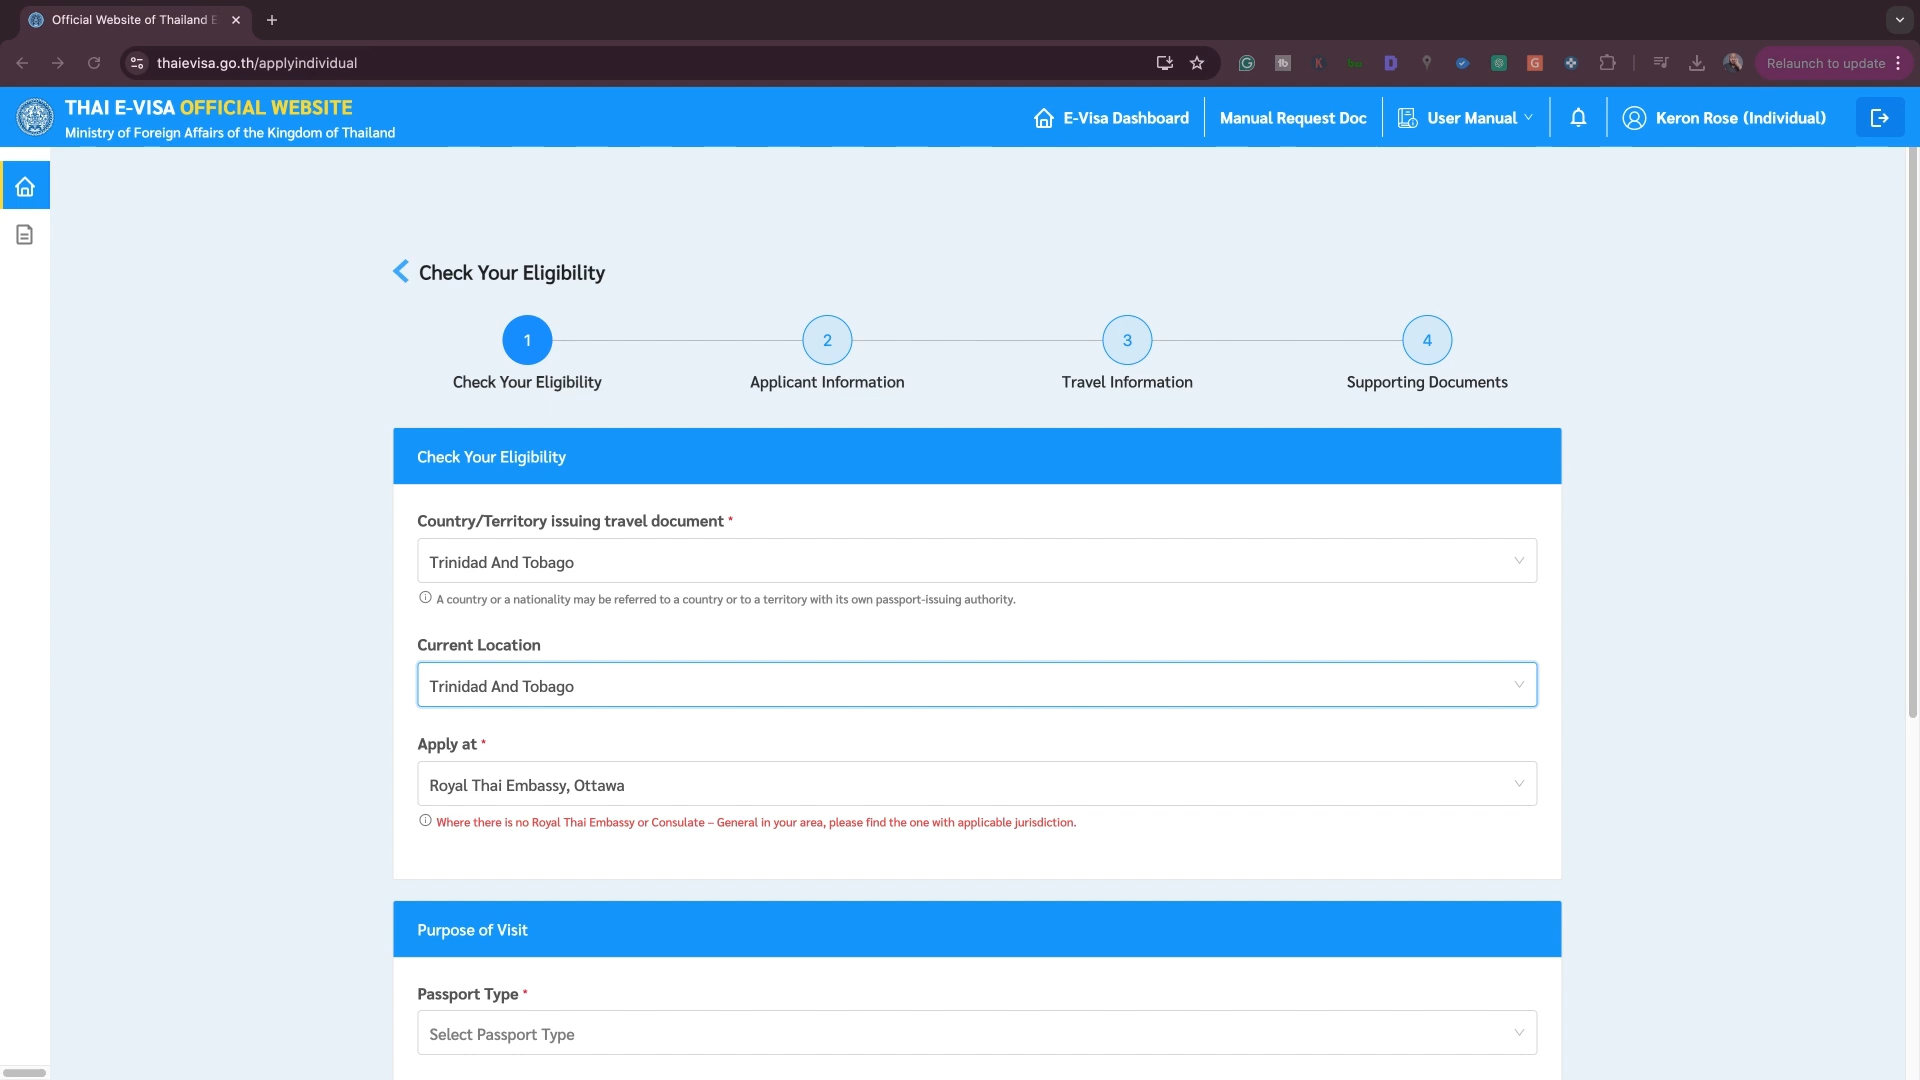 Official Website of Thailand E
thaievisa.go.th/applyindividual
Relaunch to update
THAI E-VISA OFFICIAL WEBSITE
Ministry of Foreign Affairs of the Kingdom of Thailand
E-Visa Dashboard
Manual Request Doc
User Manual
Keron Rose (Individual)
Check Your Eligibility
1
2
3
4
Check Your Eligibility
Applicant Information
Travel Information
Supporting Documents
Check Your Eligibility
Country/Territory issuing travel document *
Trinidad And Tobago
A country or a nationality may be referred to a country or to a territory with its own passport-issuing authority.
Current Location
Trinidad And Tobago
Apply at *
Royal Thai Embassy, Ottawa
Where there is no Royal Thai Embassy or Consulate – General in your area, please find the one with applicable jurisdiction.
Purpose of Visit
Passport Type *
Select Passport Type